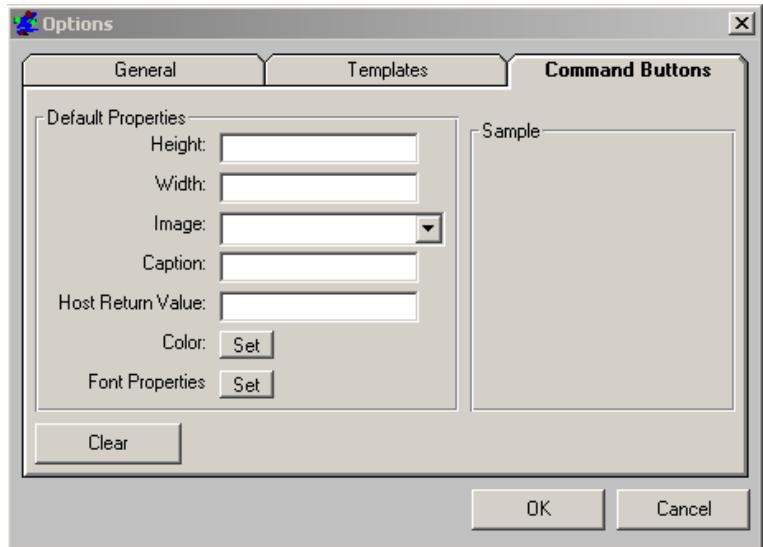 Options
General
Templates
Command Buttons
Default Properties
Height:
Width:
Image:
Caption:
Host Return Value:
Color:
Set
Font Properties
Set
Sample
Clear
OK
Cancel